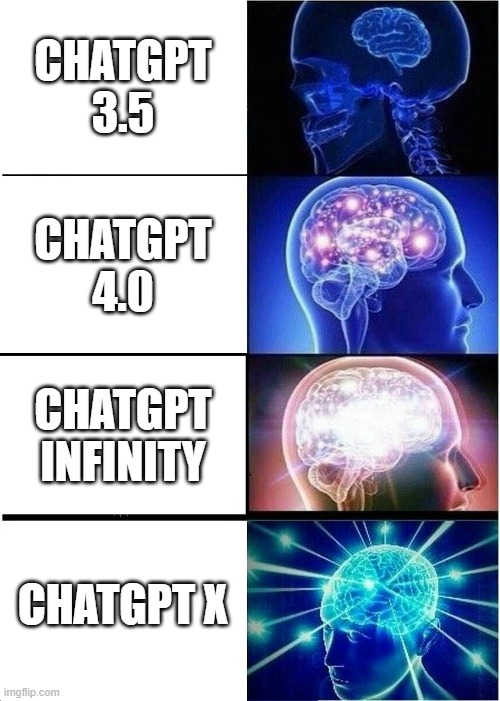 CHATGPT
3.5
CHATGPT
4.0
CHATGPT
INFINITY
CHATGPT X
imgflip.com